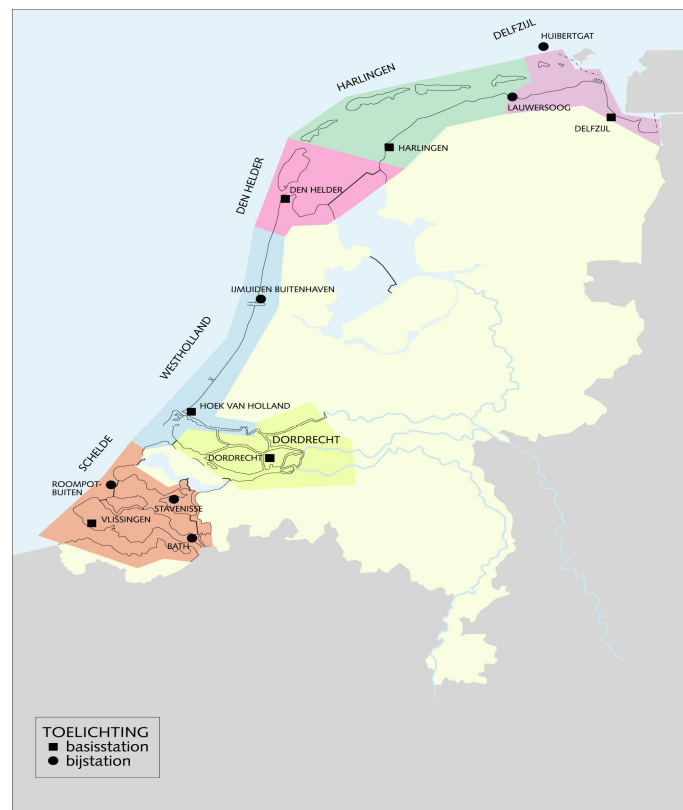 DELFZIJL
HUIBERTGAT
HARLINGEN
LAUWERSOOG
DELFZIJL
HARLINGEN
DEN HELDER
DEN HELDER
IJMUIDEN BUITENHAVEN
WESTHOLLAND
HOEK VAN HOLLAND
DORDRECHT
DORDRECHT
SCHELDE
ROOMPOT-
BUITEN
STAVENISSE
VLISSINGEN
BATH
TOELICHTING
basisstation
bijstation